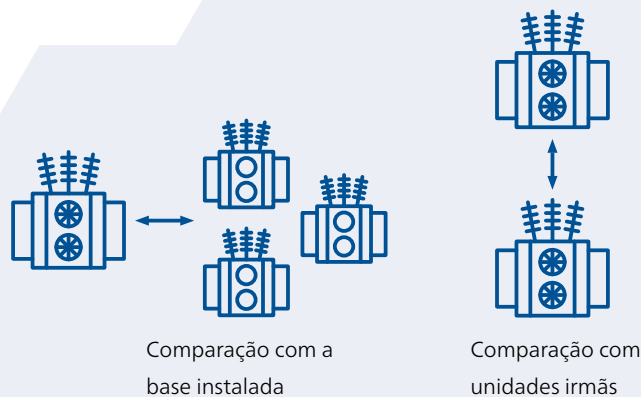 Comparação com a
base instalada
Comparação com
unidades irmãs